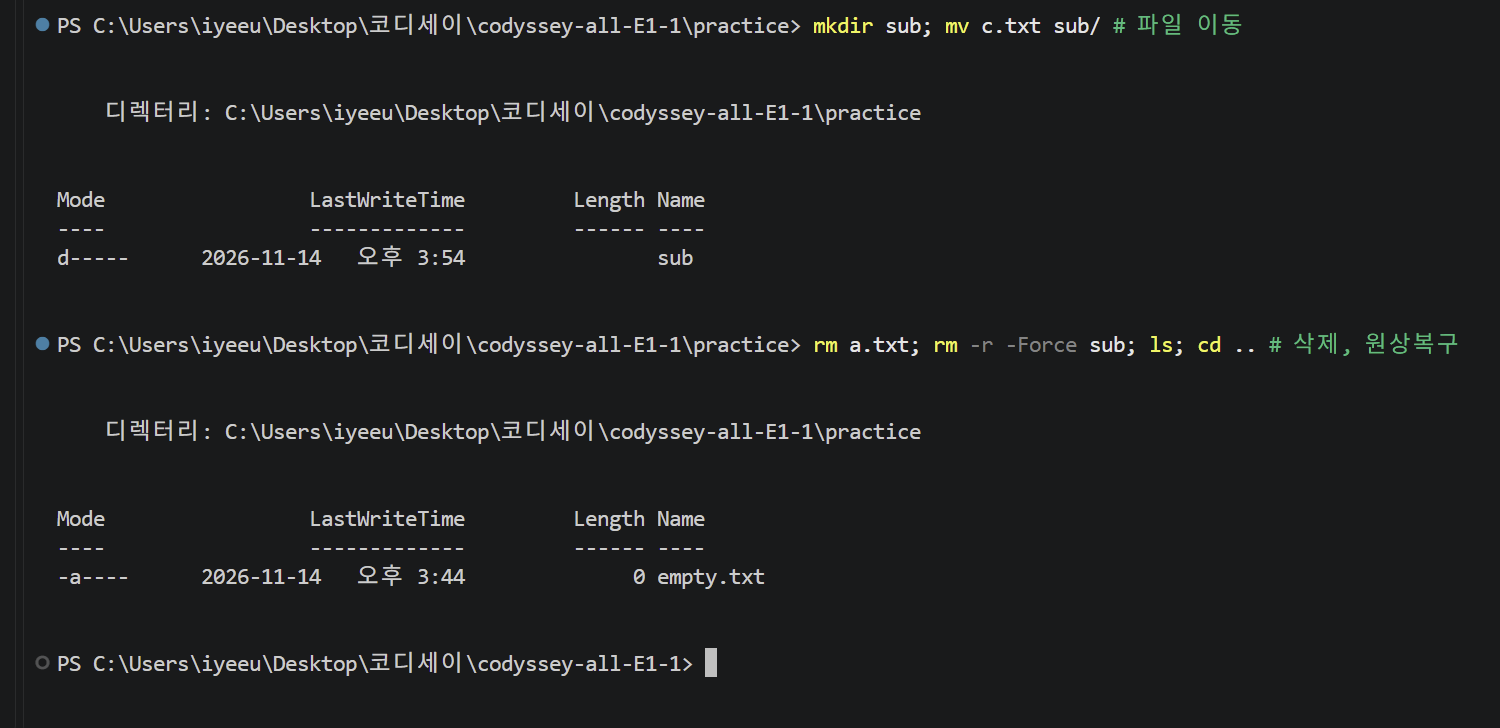 PS C:\Users\iyeeu\Desktop\코디세이\codyssey-all-E1-1\practice> mkdir sub; mv c.txt sub/ # 파일 이동
디렉터리: C:\Users\iyeeu\Desktop\코디세이\codyssey-all-E1-1\practice
Mode LastWriteTime Length Name
---- ------------- ------ ----
d----- 2026-11-14 오후 3:54 sub
PS C:\Users\iyeeu\Desktop\코디세이\codyssey-all-E1-1\practice> rm a.txt; rm -r -Force sub; ls; cd .. # 삭제, 원상복구
디렉터리: C:\Users\iyeeu\Desktop\코디세이\codyssey-all-E1-1\practice
Mode LastWriteTime Length Name
---- ------------- ------ ----
-a---- 2026-11-14 오후 3:44 0 empty.txt
PS C:\Users\iyeeu\Desktop\코디세이\codyssey-all-E1-1>